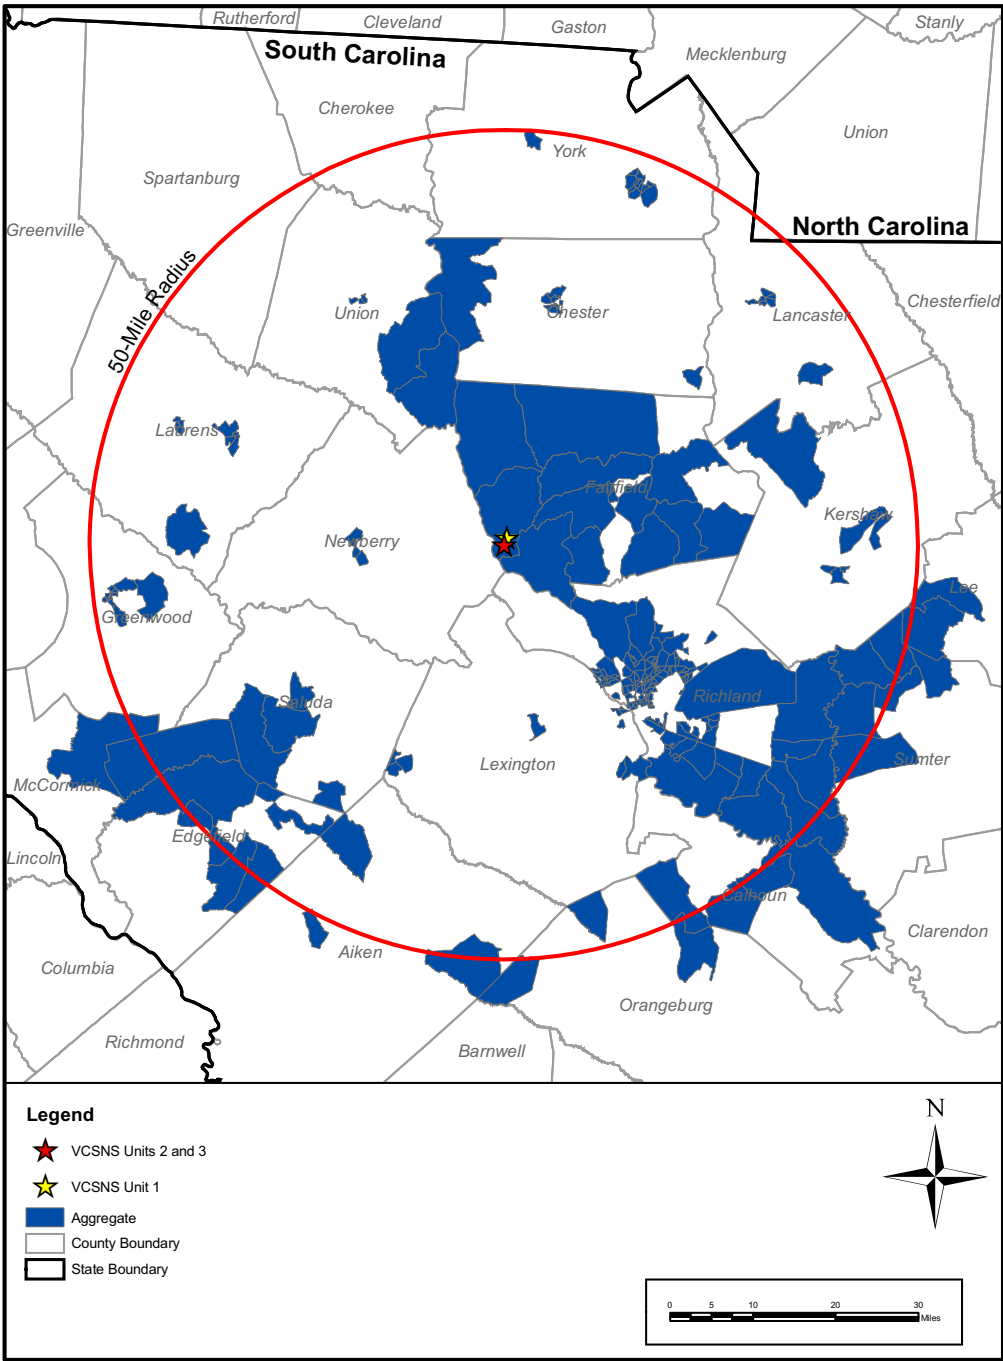 Rutherford
Cleveland
Gaston
Stanly
South Carolina
Mecklenburg
Cherokee
Union
York
Spartanburg
Greenville
North Carolina
50-Mile Radius
Union
Chester
Lancaster
Chesterfield
Laurens
Fairfield
Kershaw
Newberry
Lee
Greenwood
Saluda
Richland
McCormick
Lexington
Sumter
Edgefield
Lincoln
Calhoun
Clarendon
Columbia
Aiken
Orangeburg
Richmond
Barnwell
Legend
VCSNS Units 2 and 3
VCSNS Unit 1
Aggregate
County Boundary
State Boundary
N
0 5 10 20 30
Miles